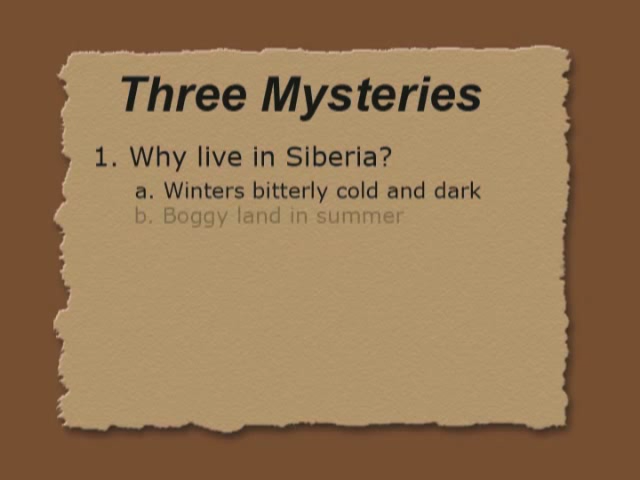 Three Mysteries
1. Why live in Siberia?
a. Winters bitterly cold and dark
b. Boggy land in summer